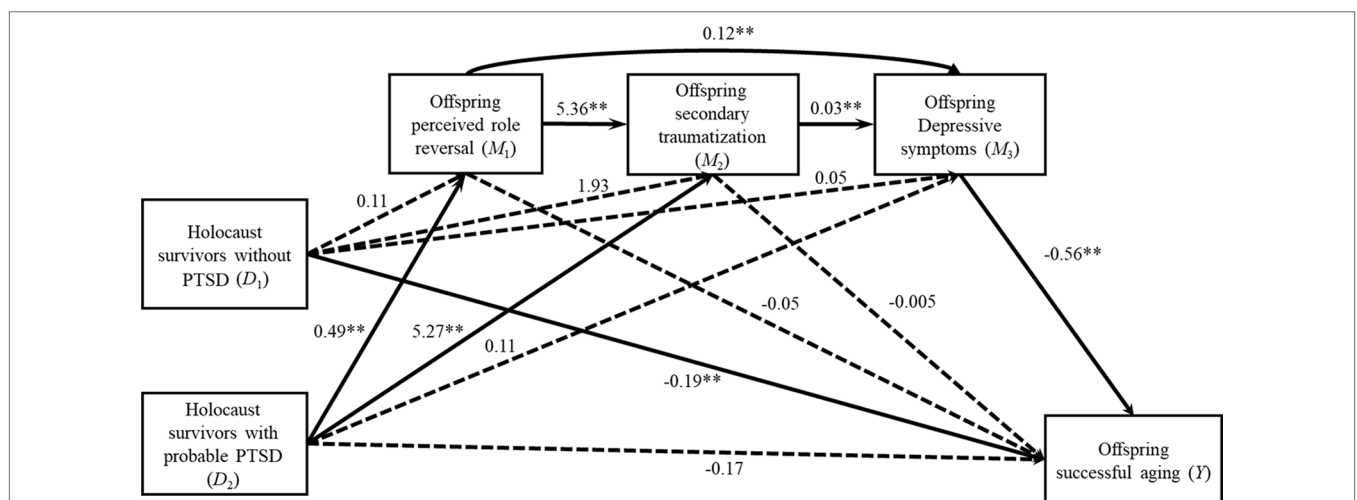 0.12**
Offspring
perceived role
reversal (M1)
5.36**
Offspring
secondary
traumatization
(M2)
0.03**
Offspring
Depressive
symptoms (M3)
0.11
1.93
0.05
Holocaust
survivors without
PTSD (D1)
-0.56**
0.49**
5.27**
0.11
-0.05
-0.005
-0.19**
Holocaust
survivors with
probable PTSD
(D2)
-0.17
Offspring
successful aging (Y)